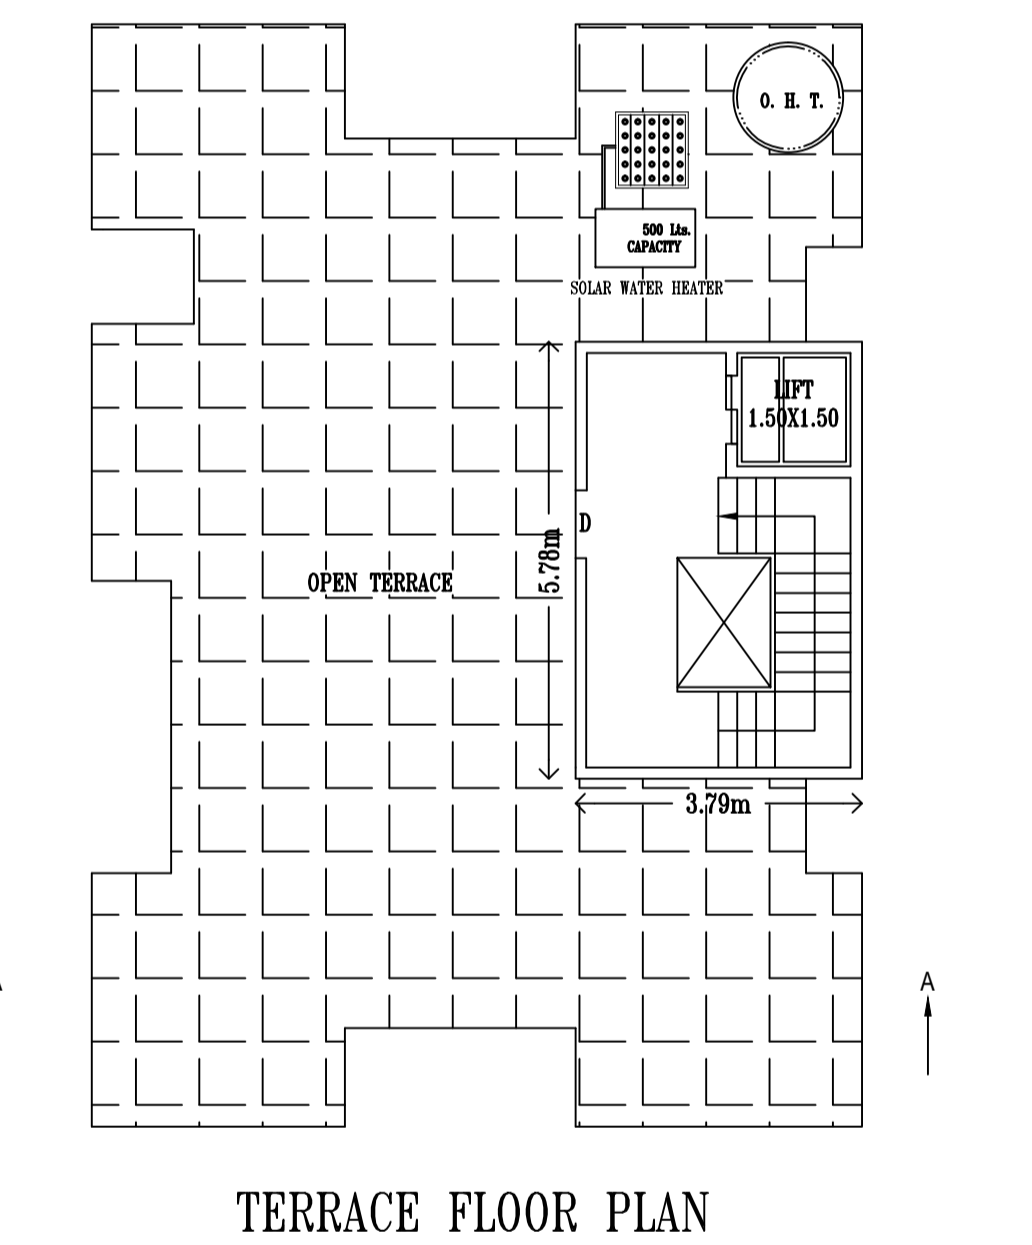 O. H. T.
500 Lts.
CAPACITY
SOLAR WATER HEATER
LIFT
1.50X1.50
D
5.78m
OPEN TERRACE
3.79m
A
TERRACE FLOOR PLAN